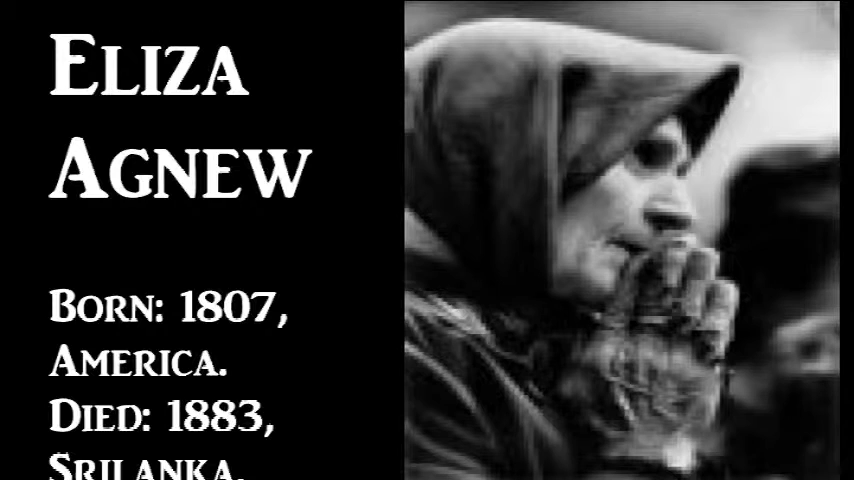 Eliza
Agnew
Born: 1807,
America.
Died: 1883,
Srilanka.